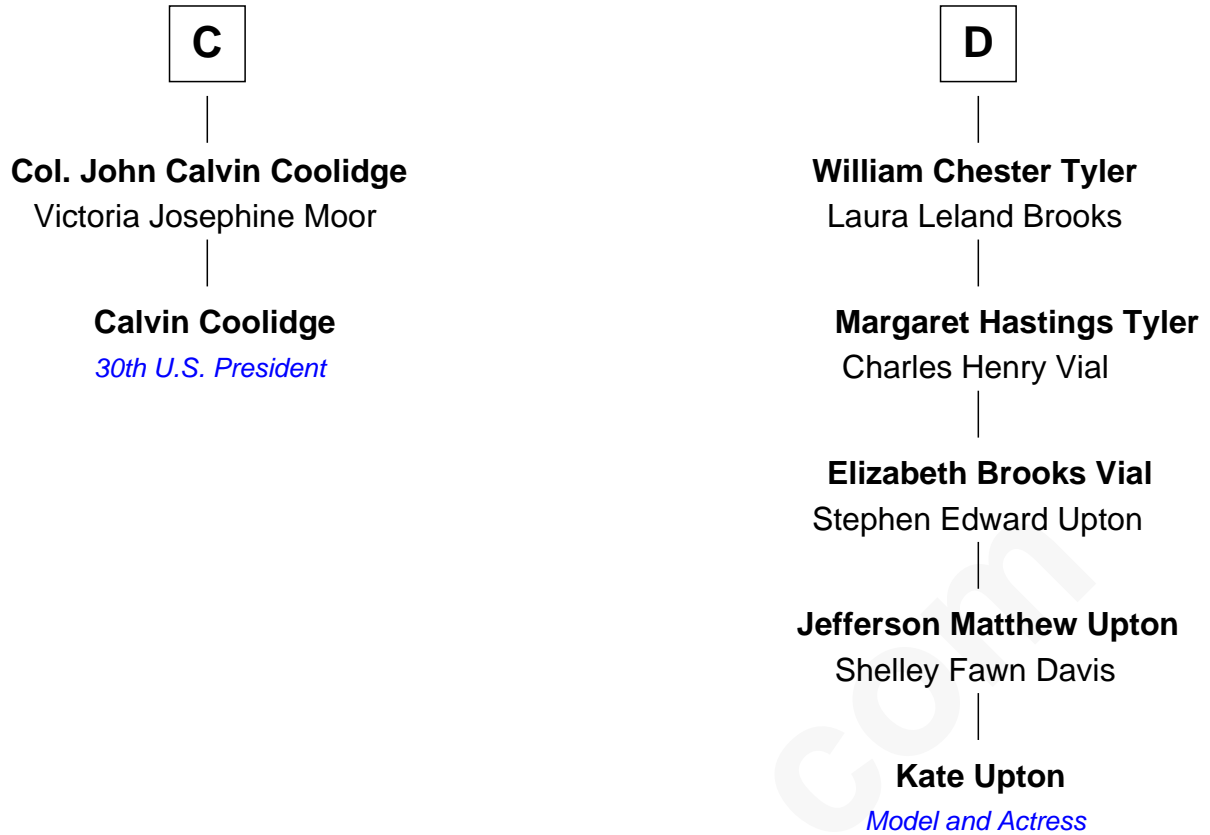 C
Col. John Calvin Coolidge
Victoria Josephine Moor
Calvin Coolidge
30th U.S. President
D
William Chester Tyler
Laura Leland Brooks
Margaret Hastings Tyler
Charles Henry Vial
Elizabeth Brooks Vial
Stephen Edward Upton
Jefferson Matthew Upton
Shelley Fawn Davis
Kate Upton
Model and Actress
com